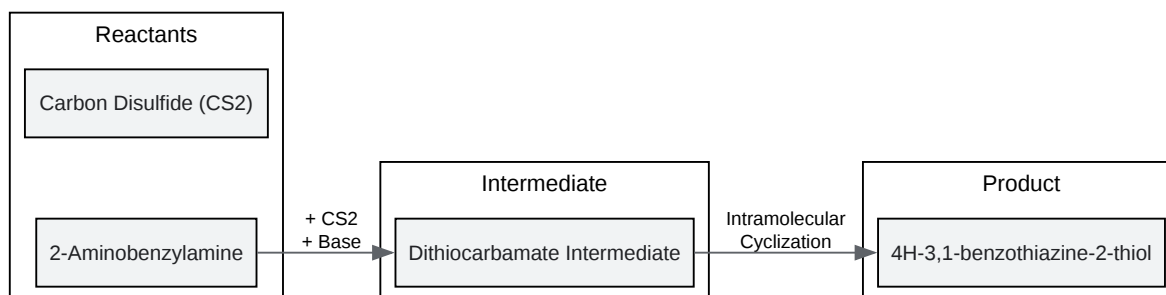 Reactants
Carbon Disulfide (CS2)
2-Aminobenzylamine
+ CS2
+ Base
Intermediate
Dithiocarbamate Intermediate
Intramolecular
Cyclization
Product
4H-3,1-benzothiazine-2-thiol